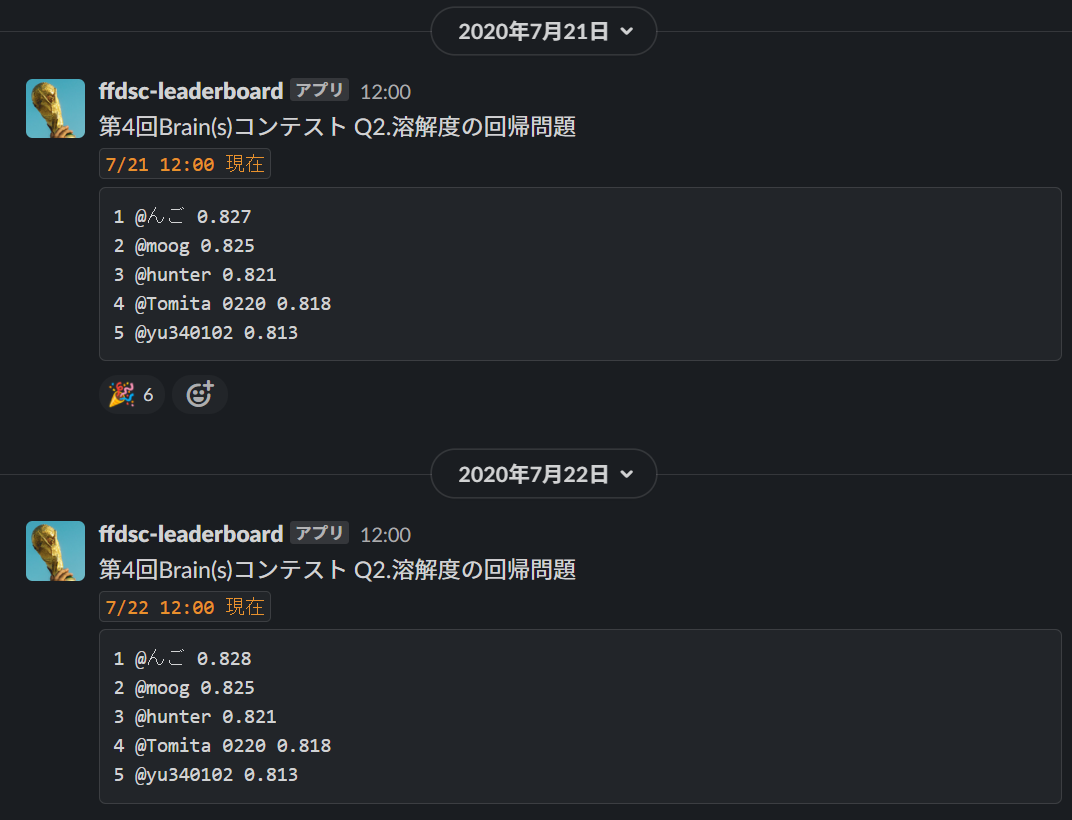 2020年7月21日
ffdsc-leaderboard アプリ 12:00
第4回Brain(s)コンテスト Q2.溶解度の回帰問題
7/21 12:00 現在
1 @んご 0.827
2 @moog 0.825
3 @hunter 0.821
4 @Tomita 0220 0.818
5 @yu340102 0.813
6
2020年7月22日
ffdsc-leaderboard アプリ 12:00
第4回Brain(s)コンテスト Q2.溶解度の回帰問題
7/22 12:00 現在
1 @んご 0.828
2 @moog 0.825
3 @hunter 0.821
4 @Tomita 0220 0.818
5 @yu340102 0.813